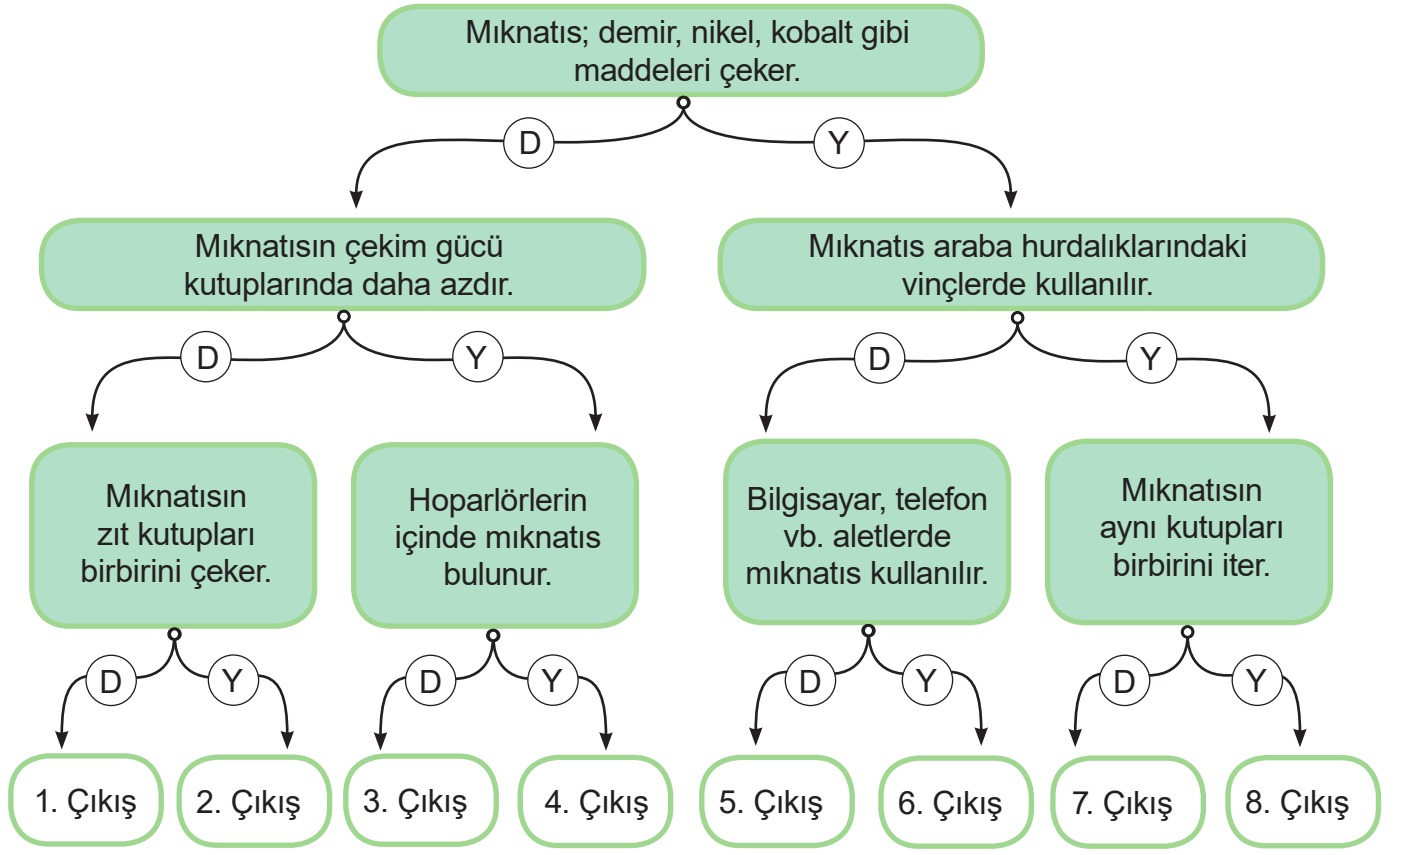 Mıknatıs; demir, nikel, kobalt gibi
maddeleri çeker.
D
Y
Mıknatısın çekim gücü
kutuplarında daha azdır.
Mıknatıs araba hurdalıklarındaki
vinçlerde kullanılır.
D
Y
D
Y
Mıknatısın
zıt kutupları
birbirini çeker.
Hoparlörlerin
içinde mıknatıs
bulunur.
Bilgisayar, telefon
vb. aletlerde
mıknatıs kullanılır.
Mıknatısın
aynı kutupları
birbirini iter.
D
Y
D
Y
D
Y
D
Y
1. Çıkış
2. Çıkış
3. Çıkış
4. Çıkış
5. Çıkış
6. Çıkış
7. Çıkış
8. Çıkış